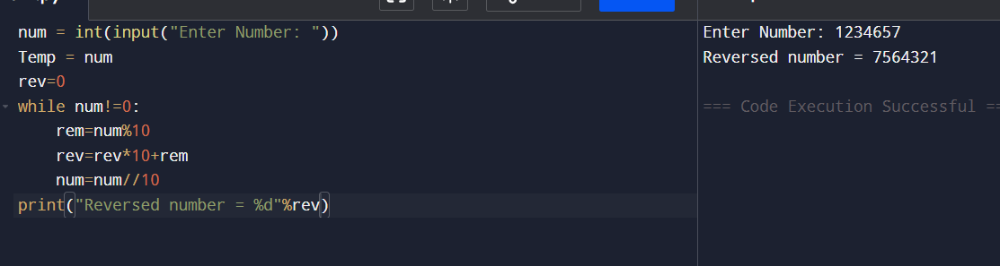 num = int(input("Enter Number: "))
Temp = num
rev=0
while num!=0:
    rem=num%10
    rev=rev*10+rem
    num=num//10
print("Reversed number = %d"%rev)
Enter Number: 1234657
Reversed number = 7564321
=== Code Execution Successful ==